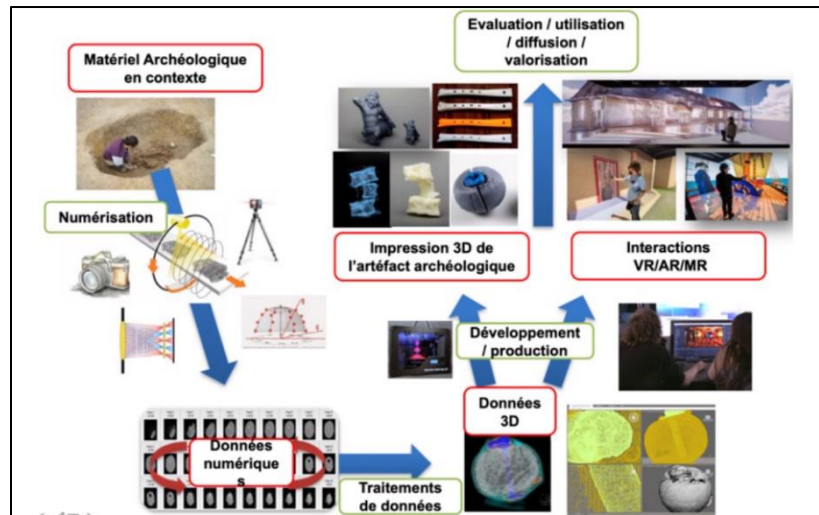 Matériel Archéologique
en contexte
Numérisation
Données
numérique
s
Traitements
de données
Données
3D
Développement
/ production
Impression 3D de
l'artéfact archéologique
Interactions
VR/AR/MR
Evaluation / utilisation
/ diffusion /
valorisation